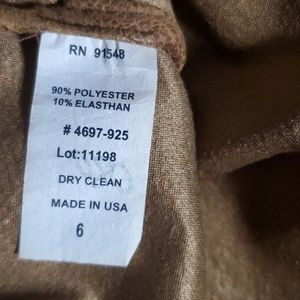 RN 91548
90% POLYESTER
10% ELASTHAN
# 4697-925
Lot:11198
DRY CLEAN
MADE IN USA
6